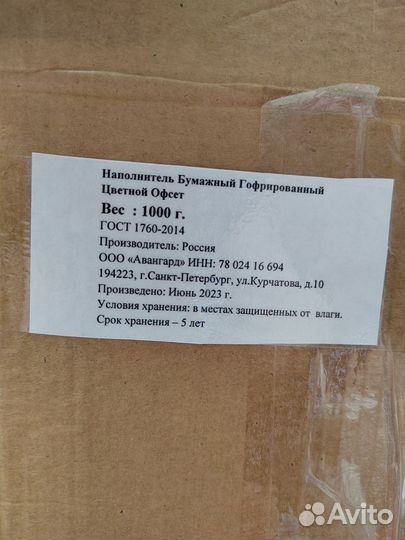 Наполнитель Бумажный Гофрированный
Цветной Офсет
Вес : 1000 г.
ГОСТ 1760-2014
Производитель: Россия
ООО «Авангард» ИНН: 78 024 16 694
194223, г.Санкт-Петербург, ул.Курчатова, д.10
Произведено: Июнь 2023 г.
Условия хранения: в местах защищенных от влаги.
Срок хранения – 5 лет
Avito